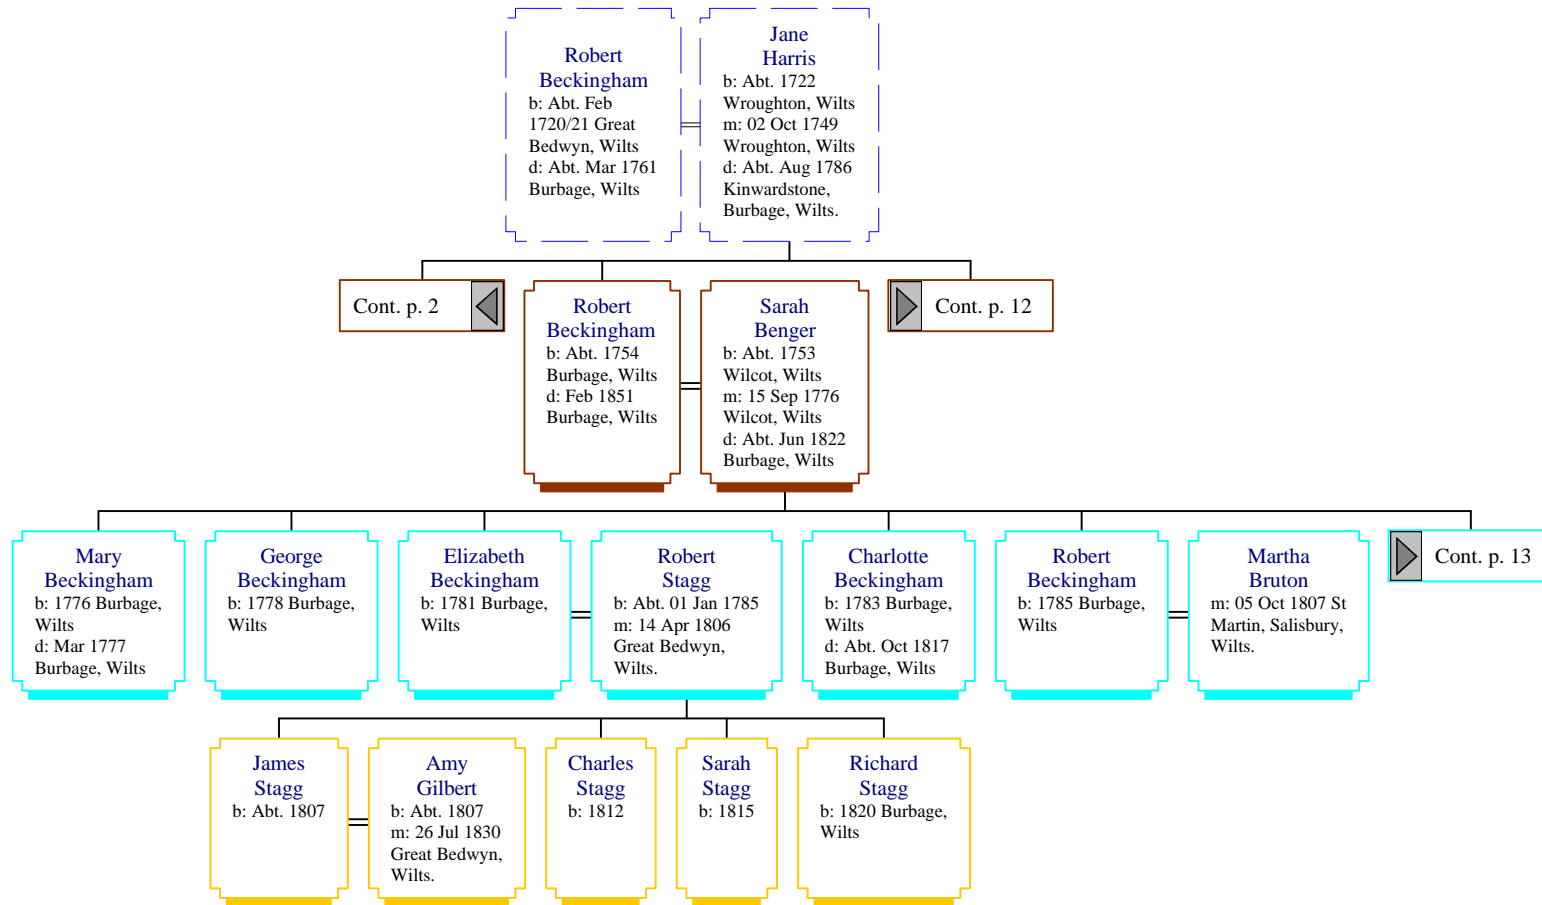 Robert
Beckingham
b: Abt. Feb
1720/21 Great
Bedwyn, Wilts
d: Abt. Mar 1761
Burbage, Wilts
Jane
Harris
b: Abt. 1722
Wroughton, Wilts
m: 02 Oct 1749
Wroughton, Wilts
d: Abt. Aug 1786
Kinwardstone,
Burbage, Wilts.
Cont. p. 2
Robert
Beckingham
b: Abt. 1754
Burbage, Wilts
d: Feb 1851
Burbage, Wilts
Sarah
Benger
b: Abt. 1753
Wilcot, Wilts
m: 15 Sep 1776
Wilcot, Wilts
d: Abt. Jun 1822
Burbage, Wilts
Cont. p. 12
Mary
Beckingham
b: 1776 Burbage,
Wilts
d: Mar 1777
Burbage, Wilts
George
Beckingham
b: 1778 Burbage,
Wilts
Elizabeth
Beckingham
b: 1781 Burbage,
Wilts
Robert
Stagg
b: Abt. 01 Jan 1785
m: 14 Apr 1806
Great Bedwyn,
Wilts.
Charlotte
Beckingham
b: 1783 Burbage,
Wilts
d: Abt. Oct 1817
Burbage, Wilts
Robert
Beckingham
b: 1785 Burbage,
Wilts
Martha
Bruton
m: 05 Oct 1807 St
Martin, Salisbury,
Wilts.
Cont. p. 13
James
Stagg
b: Abt. 1807
Amy
Gilbert
b: Abt. 1807
m: 26 Jul 1830
Great Bedwyn,
Wilts.
Charles
Stagg
b: 1812
Sarah
Stagg
b: 1815
Richard
Stagg
b: 1820 Burbage,
Wilts